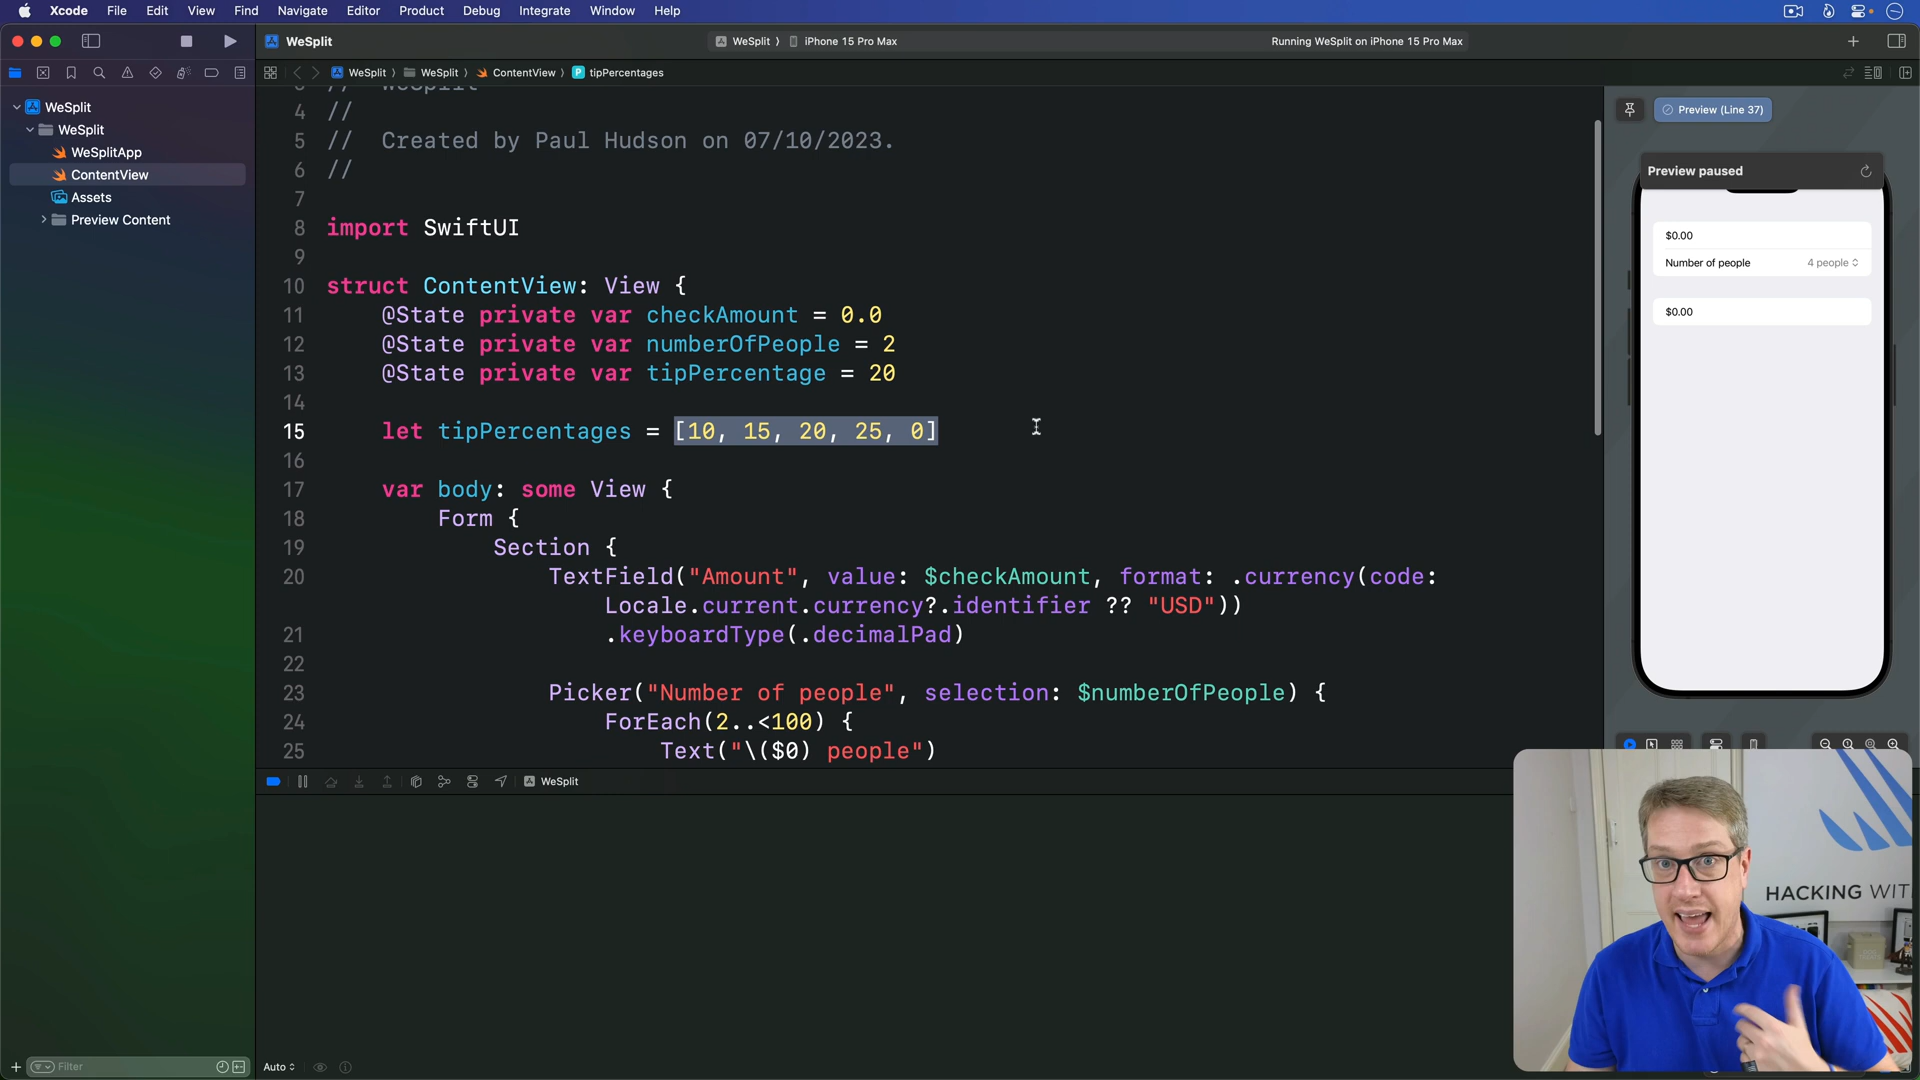 Xcode File Edit View Find Navigate Editor Product Debug Integrate Window Help
WeSplit
WeSplit 〉 iPhone 15 Pro Max
Running WeSplit on iPhone 15 Pro Max
WeSplit 〉 WeSplit 〉 ContentView 〉 P tipPercentages
WeSplit
WeSplit
WeSplitApp
ContentView
Assets
Preview Content
3 // WeSplit
4 //
5 // Created by Paul Hudson on 07/10/2023.
6 //
7
8 import SwiftUI
9
10 struct ContentView: View {
11 @State private var checkAmount = 0.0
12 @State private var numberOfPeople = 2
13 @State private var tipPercentage = 20
14
15 let tipPercentages = [10, 15, 20, 25, 0]
16
17 var body: some View {
18 Form {
19 Section {
20 TextField("Amount", value: $checkAmount, format: .currency(code:
Locale.current.currency?.identifier ?? "USD"))
21 .keyboardType(.decimalPad)
22
23 Picker("Number of people", selection: $numberOfPeople) {
24 ForEach(2..<100) {
25 Text("\($0) people")
Preview (Line 37)
Preview paused
$0.00
Number of people 4 people
$0.00
WeSplit
HACKING WIT
Filter
Auto